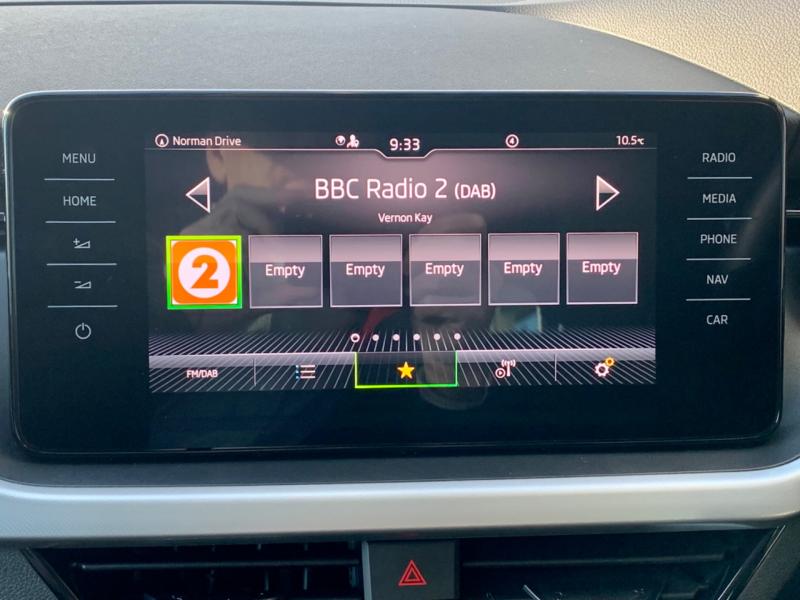 Norman Drive 9:33 4 10.5°C
BBC Radio 2 (DAB)
Vernon Kay
2 Empty Empty Empty Empty Empty
FM/DAB
MENU
HOME
RADIO
MEDIA
PHONE
NAV
CAR